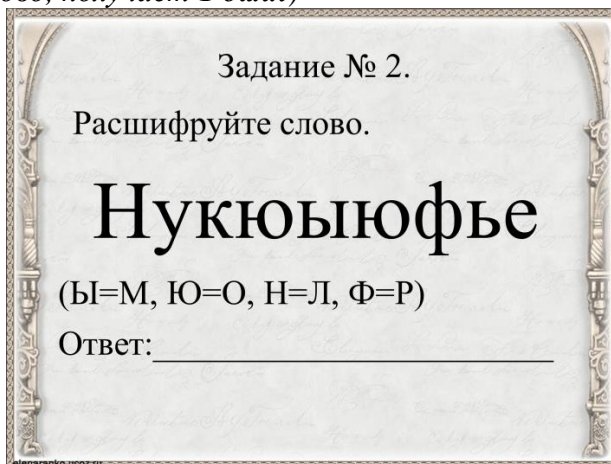 Задание № 2.
Расшифруйте слово.
Нукюыюфье
(Ы=М, Ю=О, Н=Л, Ф=Р)
Ответ: